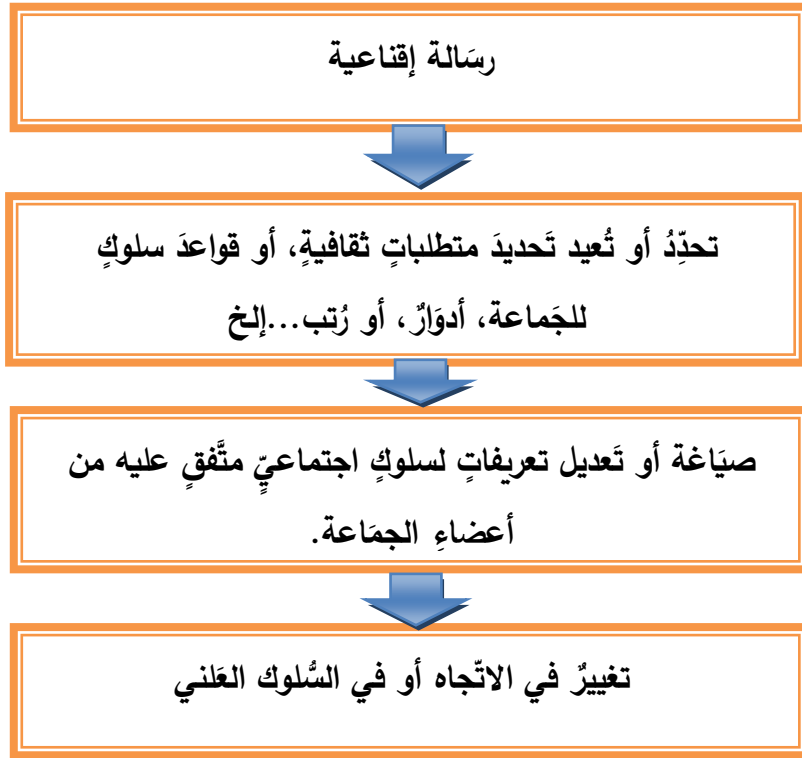 رسَالة إقناعية
تحدِّدُ أو تُعيد تَحديدَ متطلباتٍ ثقافيةٍ، أو قواعدَ سلوكٍ
للجَماعة، أدوَارٌ، أو رُتب...إلخ
صيَاغة أو تَعديل تعريفاتٍ لسلوكٍ اجتماعيٍّ متَّفقٍ عليه من
أعضاءِ الجمَاعة.
تغييرٌ في الاتّجاه أو في السُّلوك العَلني